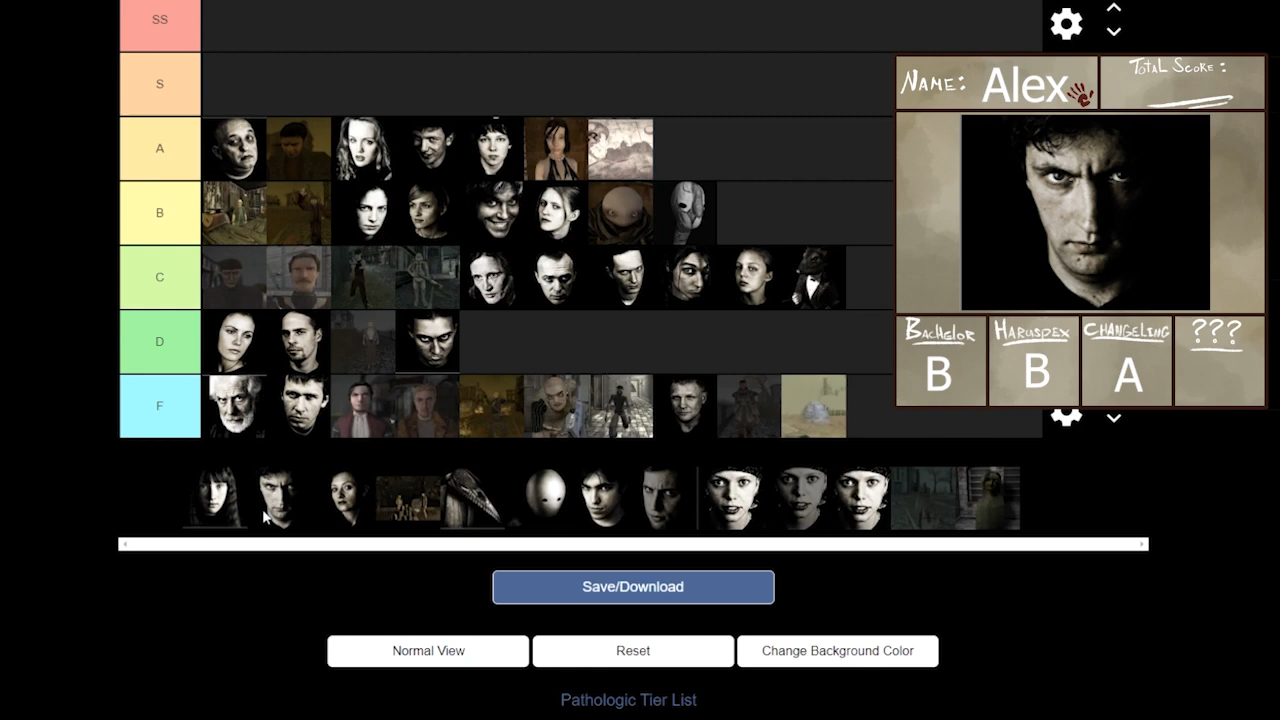 SS
S
A
B
C
D
F
NAME: Alex
TOTAL SCORE:
BACHELOR
HARUSPEX
CHANGELING
???
B
B
A
Save/Download
Normal View
Reset
Change Background Color
Pathologic Tier List